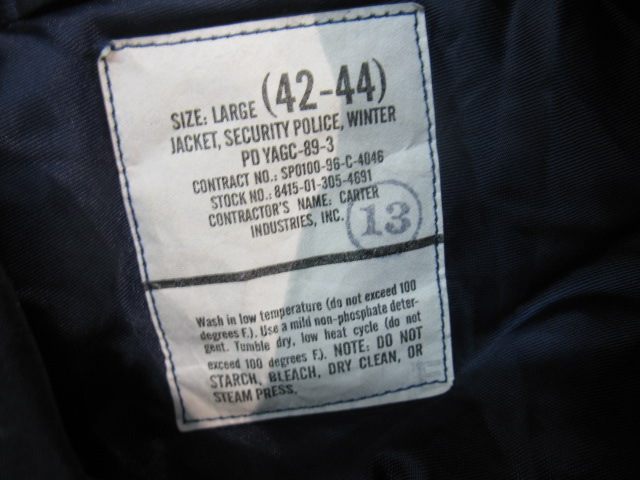 SIZE: LARGE (42-44)
JACKET, SECURITY POLICE, WINTER
PD YAGC-89-3
CONTRACT NO.: SPO100-96-C-4046
STOCK NO.: 8415-01-305-4691
CONTRACTOR'S NAME: CARTER
INDUSTRIES, INC.
13
Wash in low temperature (do not exceed 100
degrees F.). Use a mild non-phosphate deter-
gent. Tumble dry, low heat cycle (do not
exceed 100 degrees F.). NOTE: DO NOT
STARCH, BLEACH, DRY CLEAN, OR
STEAM PRESS.